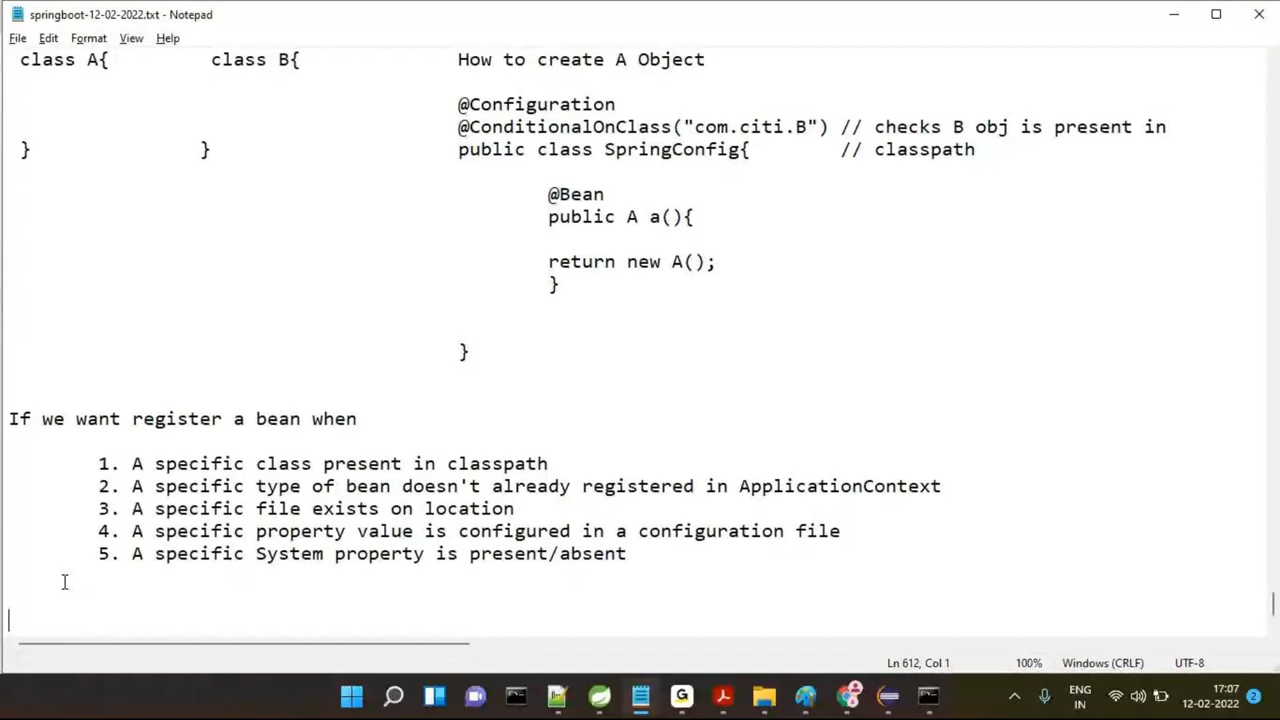 springboot-12-02-2022.txt - Notepad
File Edit Format View Help
class A{ class B{ How to create A Object
@Configuration
@ConditionalOnClass("com.citi.B") // checks B obj is present in
} } public class SpringConfig{ // classpath
@Bean
public A a(){
return new A();
}
}
If we want register a bean when
1. A specific class present in classpath
2. A specific type of bean doesn't already registered in ApplicationContext
3. A specific file exists on location
4. A specific property value is configured in a configuration file
5. A specific System property is present/absent
Ln 612, Col 1 100% Windows (CRLF) UTF-8
ENG 17:07
IN 12-02-2022 2